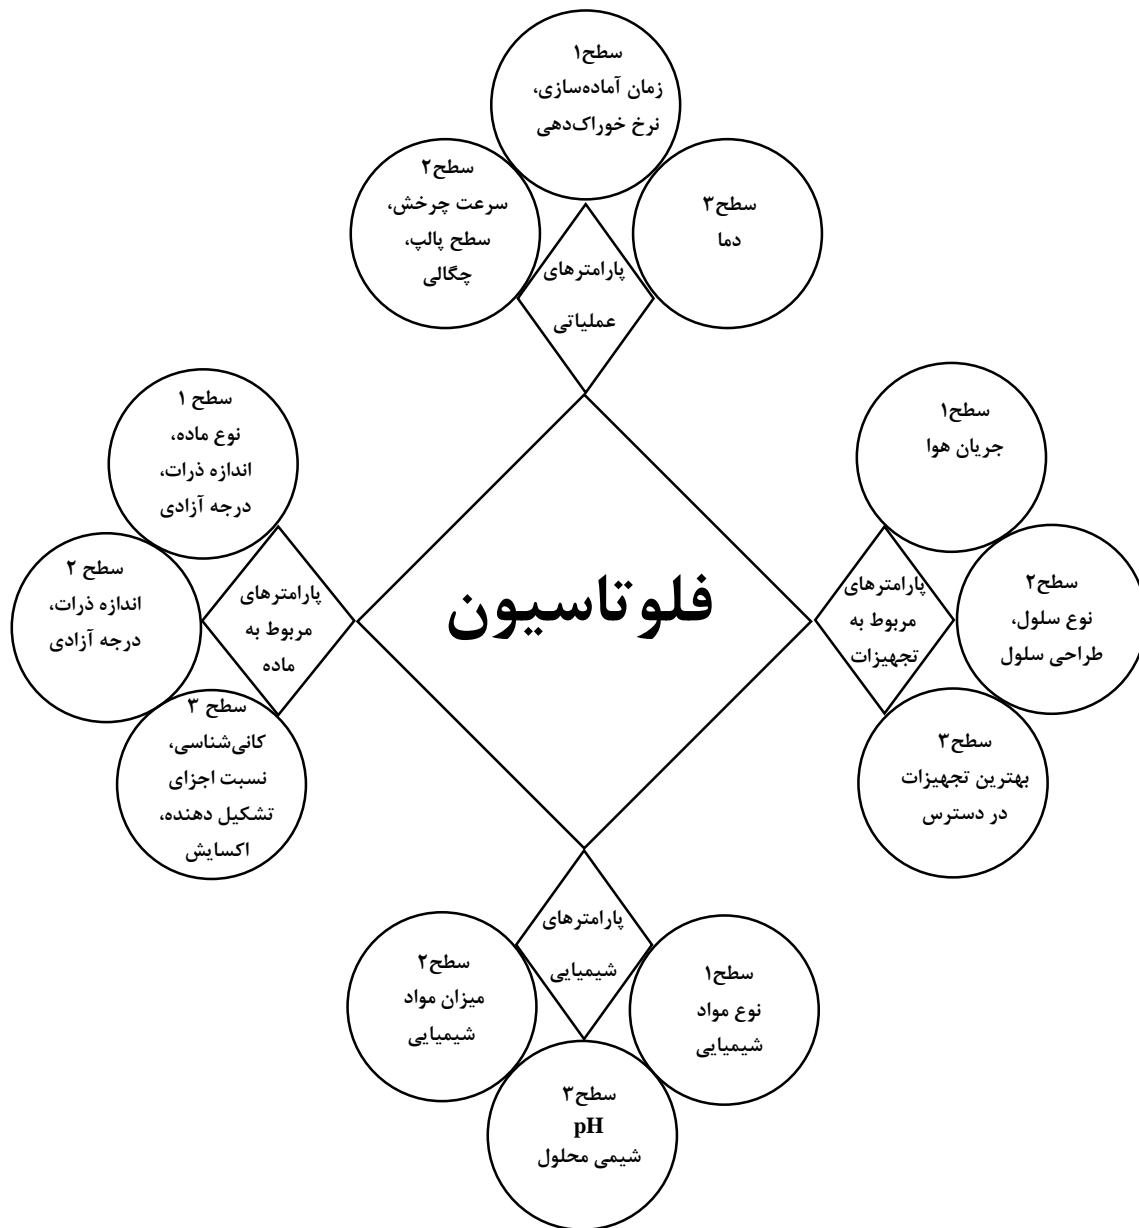 سطح۱
زمان آماده‌سازی،
نرخ خوراک‌دهی
سطح۲
سرعت چرخش،
سطح پالپ،
چگالی
سطح۳
دما
پارامترهای
عملیاتی
سطح۱
جریان هوا
سطح۲
نوع سلول،
طراحی سلول
سطح۳
بهترین تجهیزات
در دسترس
پارامترهای
مربوط به
تجهیزات
فلوتاسیون
سطح ۱
نوع ماده،
اندازه ذرات،
درجه آزادی
سطح ۲
اندازه ذرات،
درجه آزادی
سطح ۳
کانی‌شناسی،
نسبت اجزای
تشکیل دهنده،
اکسایش
پارامترهای
مربوط به
ماده
پارامترهای
شیمیایی
سطح۱
نوع مواد
شیمیایی
سطح۲
میزان مواد
شیمیایی
سطح۳
pH
شیمی محلول